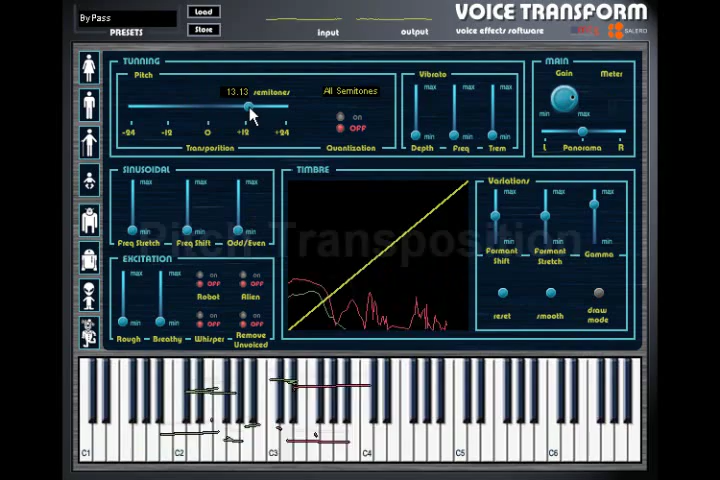 By Pass
PRESETS
Load
Store
input
output
VOICE TRANSFORM
voice effects software
BALERO
TUNNING
Pitch
13.13 semitones
All Semitones
-24
-12
0
+12
+24
on
OFF
Transposition
Quantization
Vibrato
max
max
max
min
min
min
Depth
Freq
Trem
MAIN
Gain
Meter
L
Panorama
R
SINUSOIDAL
max
max
max
min
min
min
Freq Stretch
Freq Shift
Odd/Even
TIMBRE
Pitch Transposition
Variations
max
max
max
min
min
min
Formant
Shift
Formant
Stretch
Gamma
reset
smooth
draw
mode
EXCITATION
max
max
min
min
Rough
Breathy
on
OFF
Robot
on
OFF
Alien
on
OFF
Whisper
on
OFF
Remove
Unvoiced
C1
C2
C3
C4
C5
C6